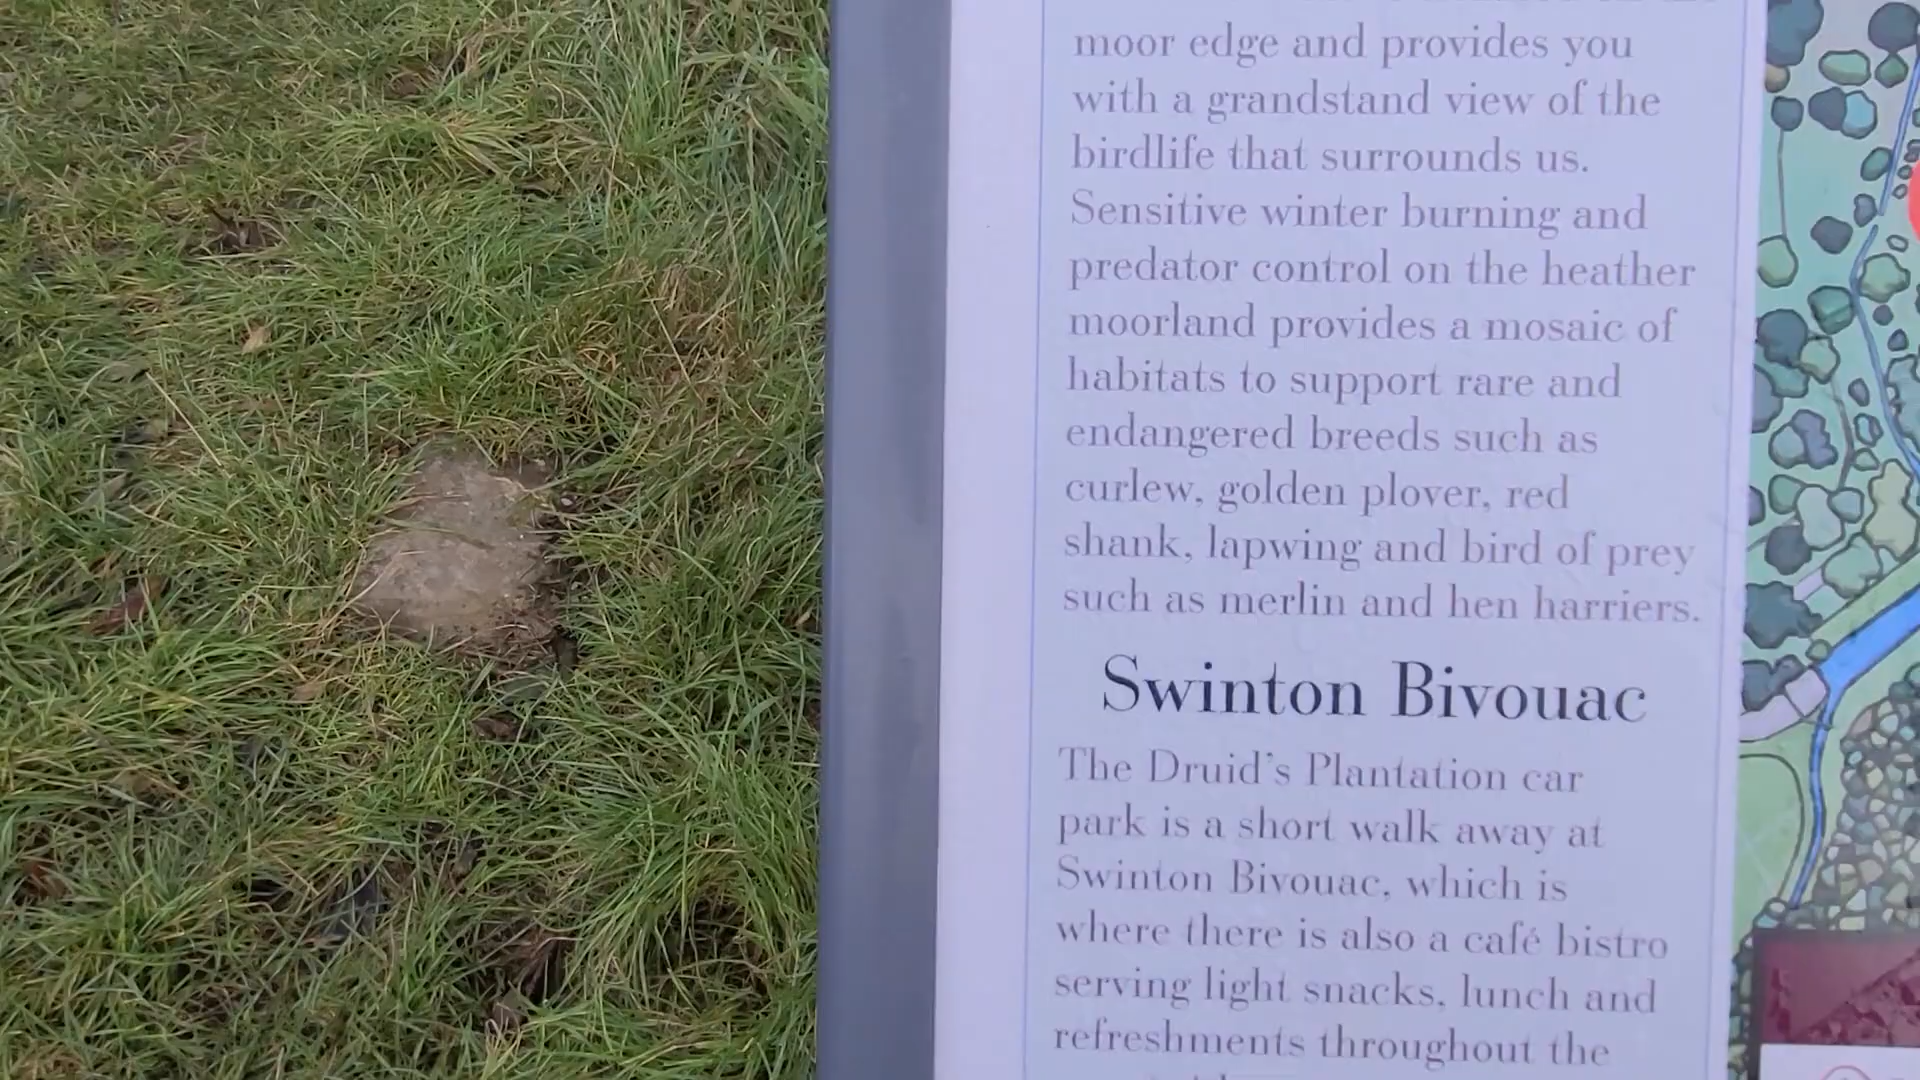 moor edge and provides you
with a grandstand view of the
birdlife that surrounds us.
Sensitive winter burning and
predator control on the heather
moorland provides a mosaic of
habitats to support rare and
endangered breeds such as
curlew, golden plover, red
shank, lapwing and bird of prey
such as merlin and hen harriers.
Swinton Bivouac
The Druid's Plantation car
park is a short walk away at
Swinton Bivouac, which is
where there is also a café bistro
serving light snacks, lunch and
refreshments throughout the